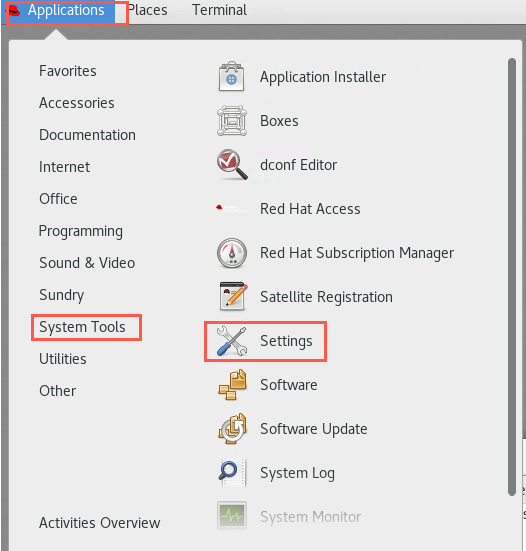 Applications Places Terminal
Favorites
Accessories
Documentation
Internet
Office
Programming
Sound & Video
Sundry
System Tools
Utilities
Other
Activities Overview
Application Installer
Boxes
dconf Editor
Red Hat Access
Red Hat Subscription Manager
Satellite Registration
Settings
Software
Software Update
System Log
System Monitor